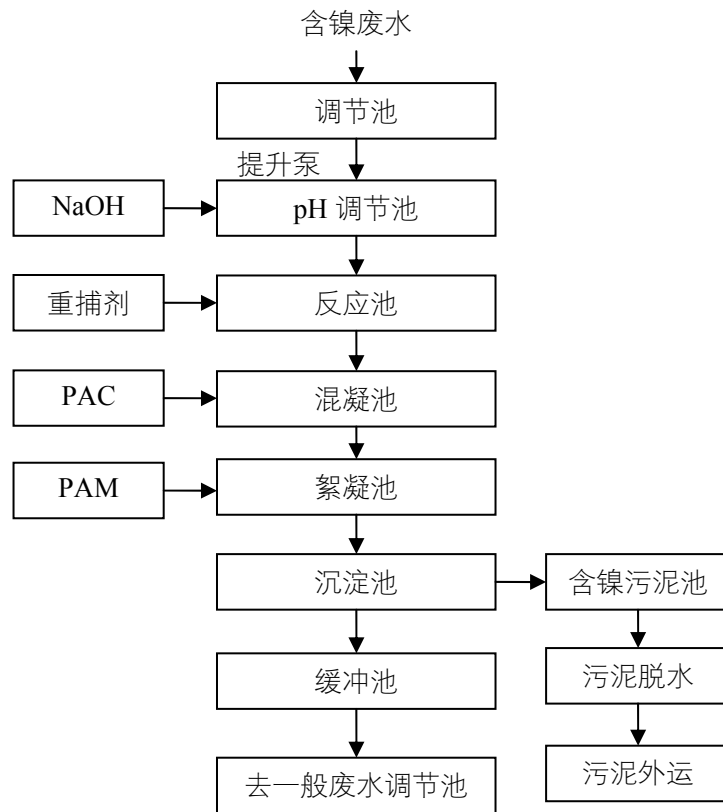 含镍废水
调节池
提升泵
NaOH
pH 调节池
重捕剂
反应池
PAC
混凝池
PAM
絮凝池
沉淀池
含镍污泥池
缓冲池
污泥脱水
去一般废水调节池
污泥外运